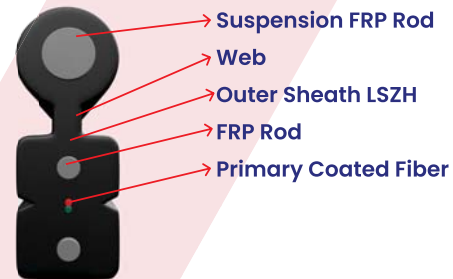 Suspension FRP Rod
Web
Outer Sheath LSZH
FRP Rod
Primary Coated Fiber